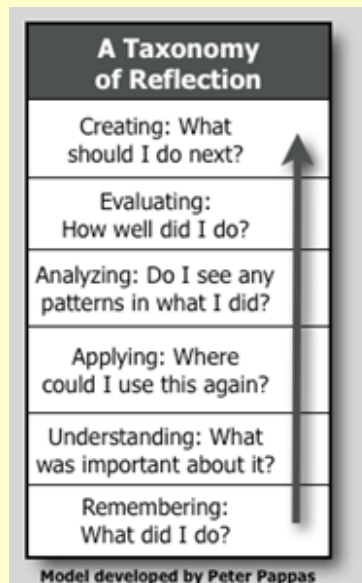 A Taxonomy
of Reflection
Creating: What
should I do next?
Evaluating:
How well did I do?
Analyzing: Do I see any
patterns in what I did?
Applying: Where
could I use this again?
Understanding: What
was important about it?
Remembering:
What did I do?
Model developed by Peter Pappas